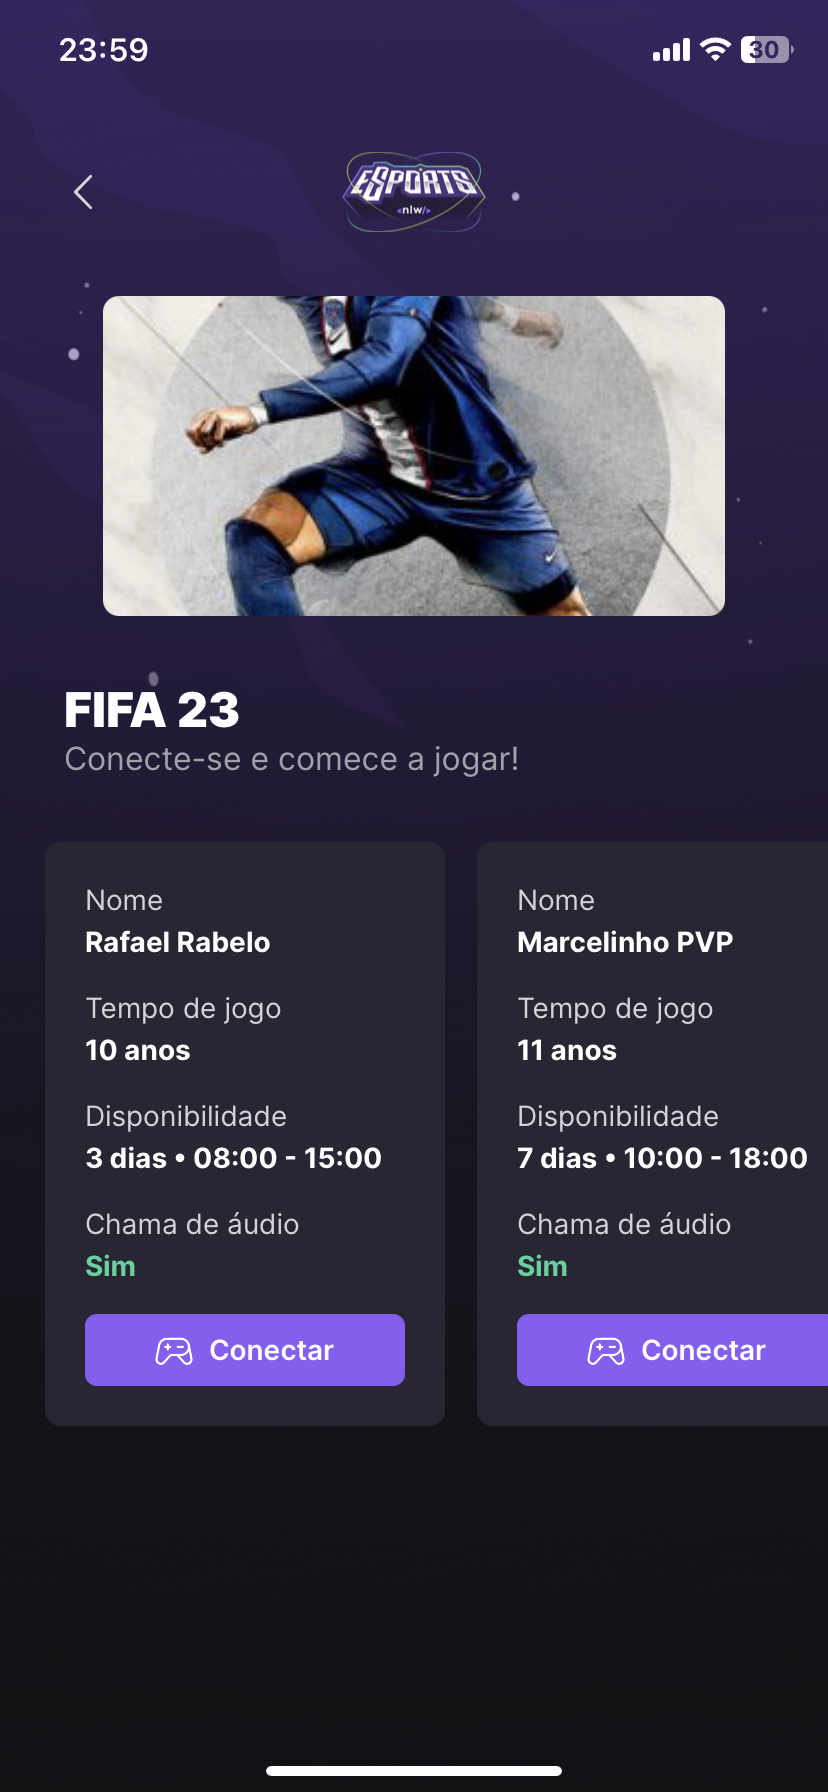 23:59
30
ESPORTS
<nlw/>
FIFA 23
Conecte-se e comece a jogar!
Nome
Rafael Rabelo
Tempo de jogo
10 anos
Disponibilidade
3 dias • 08:00 - 15:00
Chama de áudio
Sim
Conectar
Nome
Marcelinho PVP
Tempo de jogo
11 anos
Disponibilidade
7 dias • 10:00 - 18:00
Chama de áudio
Sim
Conectar